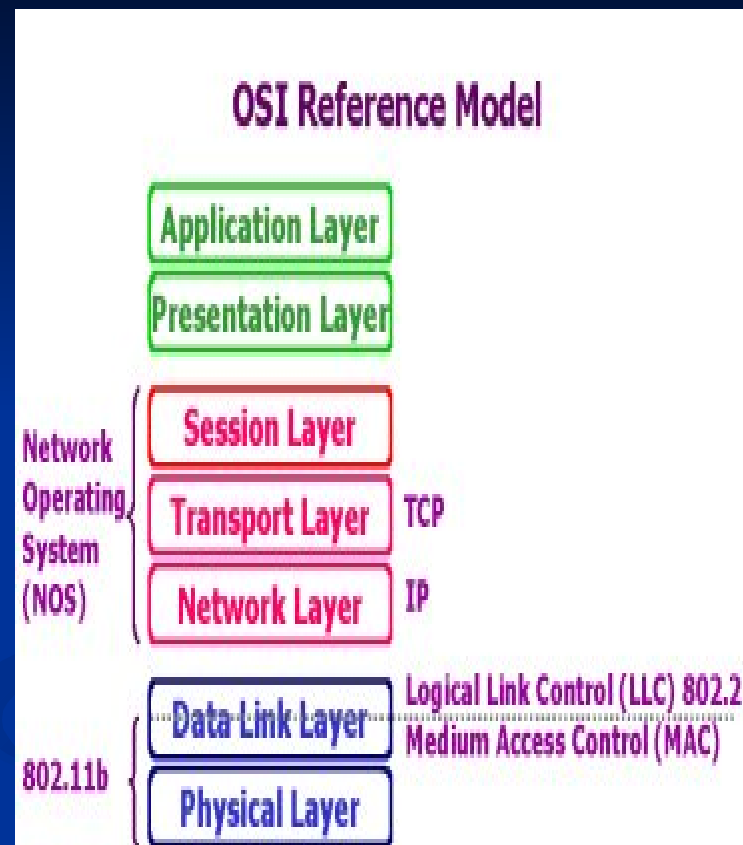 OSI Reference Model
Application Layer
Presentation Layer
Network
Operating
System
(NOS)
Session Layer
Transport Layer
TCP
Network Layer
IP
802.11b
Data Link Layer
Logical Link Control (LLC) 802.2
Medium Access Control (MAC)
Physical Layer